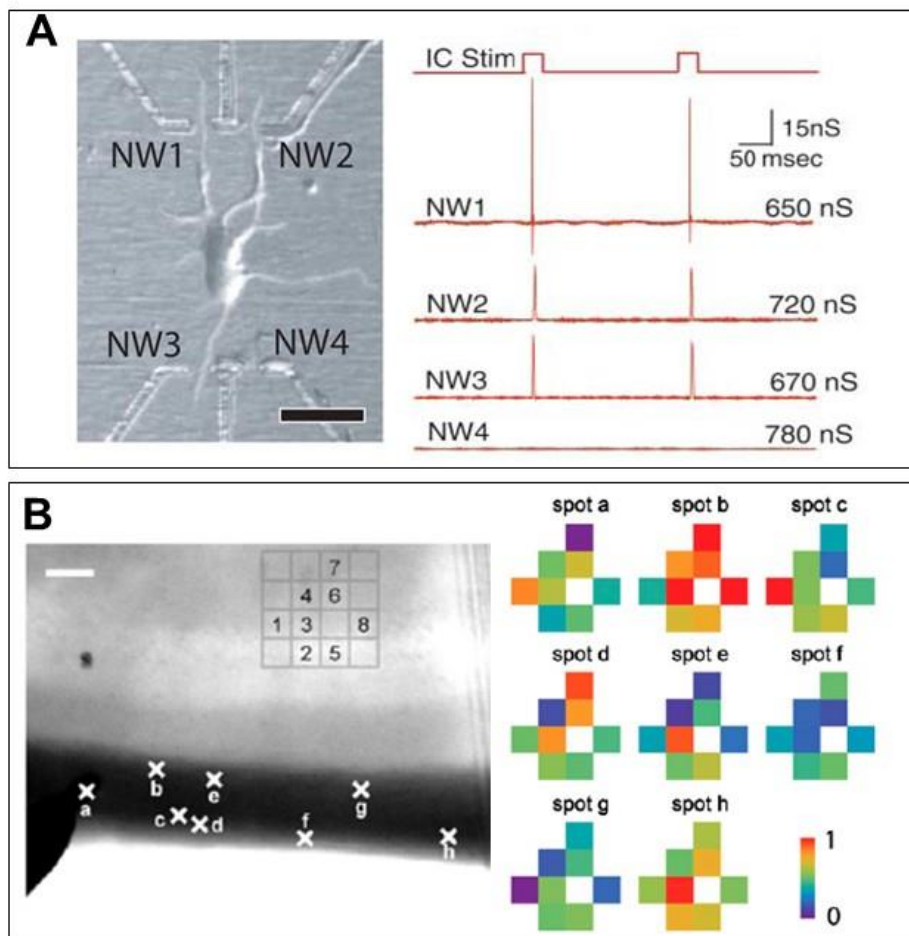 A
NW1
NW2
NW3
NW4
IC Stim
15nS
50 msec
NW1
650 nS
NW2
720 nS
NW3
670 nS
NW4
780 nS
B
7
4 6
1 3 8
2 5
a
b
c
d
e
f
g
h
spot a spot b spot c
spot d spot e spot f
spot g spot h
1
0